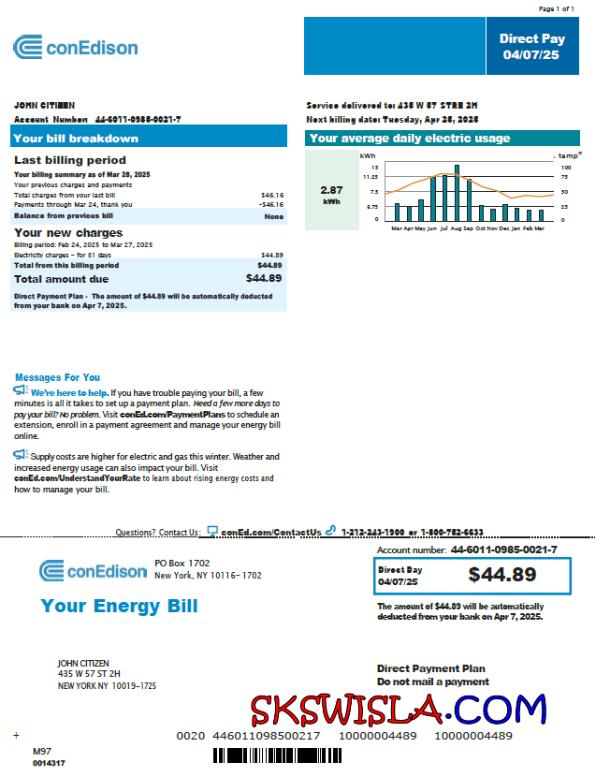 Page 1 of 1
conEdison
Direct Pay
04/07/25
JOHN CITIZEN
Account Number: 44-6011-0985-0021-7
Service delivered to: 435 W 57 STRE 2H
Next billing date: Tuesday, Apr 25, 2025
Your bill breakdown
Last billing period
Your billing summary as of Mar 28, 2025
Your previous charges and payments
Total charges from your last bill $46.16
Payments through Mar 24, thank you -$46.16
Balance from previous bill None
Your new charges
Billing period: Feb 24, 2025 to Mar 27, 2025
Electricity charges - for 31 days $44.89
Total from this billing period $44.89
Total amount due $44.89
Direct Payment Plan - The amount of $44.89 will be automatically deducted
from your bank on Apr 7, 2025.
Your average daily electric usage
2.87
kWh
kWh
temp°
15
11.25
6.75
0
100
75
50
25
0
Mar Apr May Jun Jul Aug Sep Oct Nov Dec Jan Feb Mar
Messages For You
We're here to help. If you have trouble paying your bill, a few
minutes is all it takes to set up a payment plan. Need a few more days to
pay your bill? No problem. Visit conEd.com/PaymentPlans to schedule an
extension, enroll in a payment agreement and manage your energy bill
online.
Supply costs are higher for electric and gas this winter. Weather and
increased energy usage can also impact your bill. Visit
conEd.com/UnderstandYourRate to learn about rising energy costs and
how to manage your bill.
Questions? Contact Us: conEd.com/ContactUs 1-212-243-1900 or 1-800-752-6633
conEdison
PO Box 1702
New York, NY 10116-1702
Your Energy Bill
Account number: 44-6011-0985-0021-7
Direct Day
04/07/25
$44.89
The amount of $44.89 will be automatically
deducted from your bank on Apr 7, 2025.
JOHN CITIZEN
435 W 57 ST 2H
NEW YORK NY 10019-1725
Direct Payment Plan
Do not mail a payment
SKSWISLA.COM
+
0020 446011098500217 10000004489 10000004489
M97
0014317